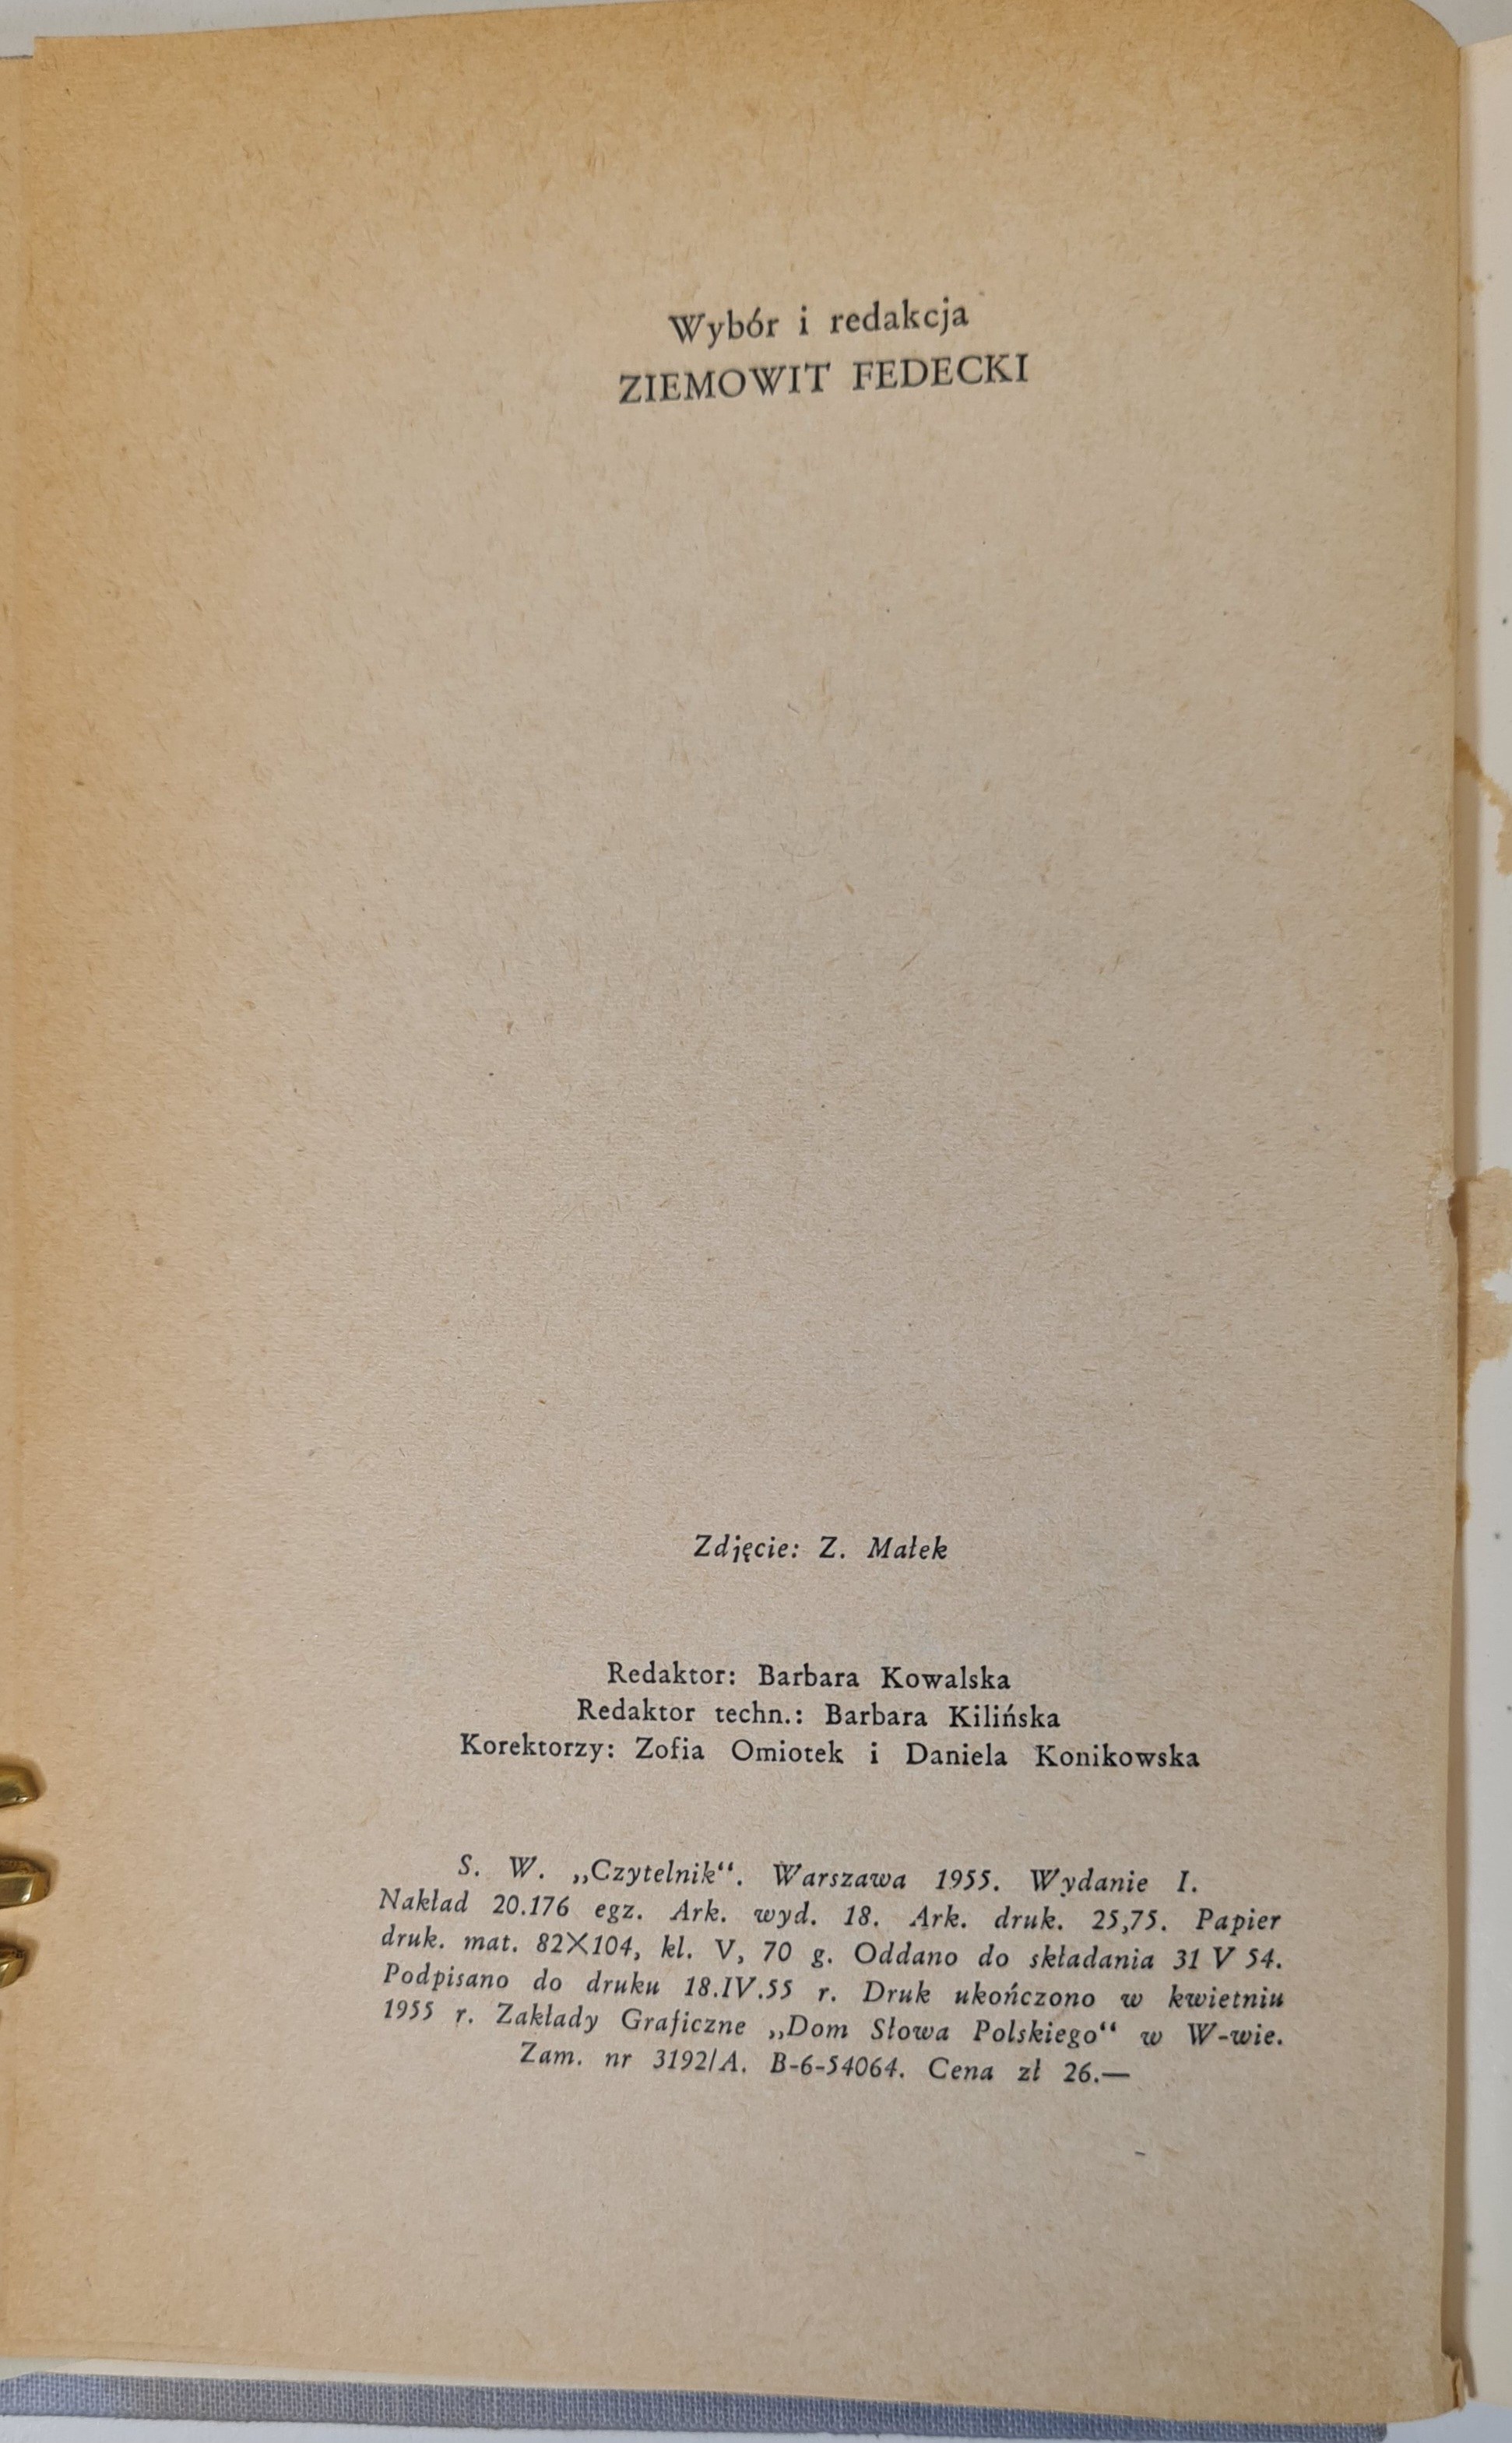 Wybór i redakcja
ZIEMOWIT FEDECKI
Zdjęcie: Z. Małek
Redaktor: Barbara Kowalska
Redaktor techn.: Barbara Kilińska
Korektorzy: Zofia Omiotek i Daniela Konikowska
S. W. „Czytelnik“. Warszawa 1955. Wydanie I.
Nakład 20.176 egz. Ark. wyd. 18. Ark. druk. 25,75. Papier
druk. mat. 82×104, kl. V, 70 g. Oddano do składania 31 V 54.
Podpisano do druku 18.IV.55 r. Druk ukończono w kwietniu
1955 r. Zakłady Graficzne „Dom Słowa Polskiego“ w W-wie.
Zam. nr 3192/A. B-6-54064. Cena zł 26.—